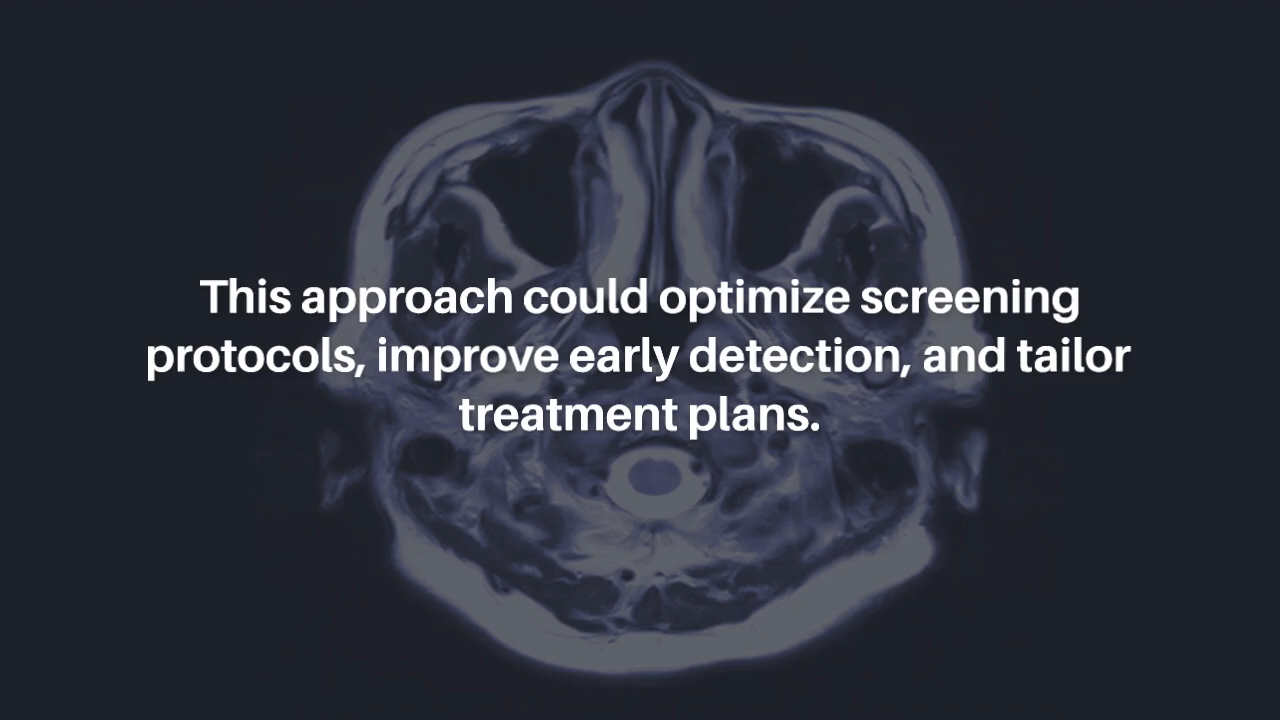 This approach could optimize screening
protocols, improve early detection, and tailor
treatment plans.